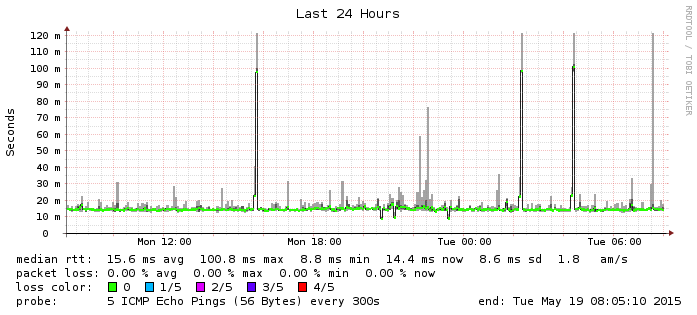 Last 24 Hours
RRDTOOL / TOBI OETIKER
Seconds
120 m
110 m
100 m
90 m
80 m
70 m
60 m
50 m
40 m
30 m
20 m
10 m
0
Mon 12:00 Mon 18:00 Tue 00:00 Tue 06:00
median rtt: 15.6 ms avg 100.8 ms max 8.8 ms min 14.4 ms now 8.6 ms sd 1.8 am/s
packet loss: 0.00 % avg 0.00 % max 0.00 % min 0.00 % now
loss color: 0 1/5 2/5 3/5 4/5
probe: 5 ICMP Echo Pings (56 Bytes) every 300s end: Tue May 19 08:05:10 2015